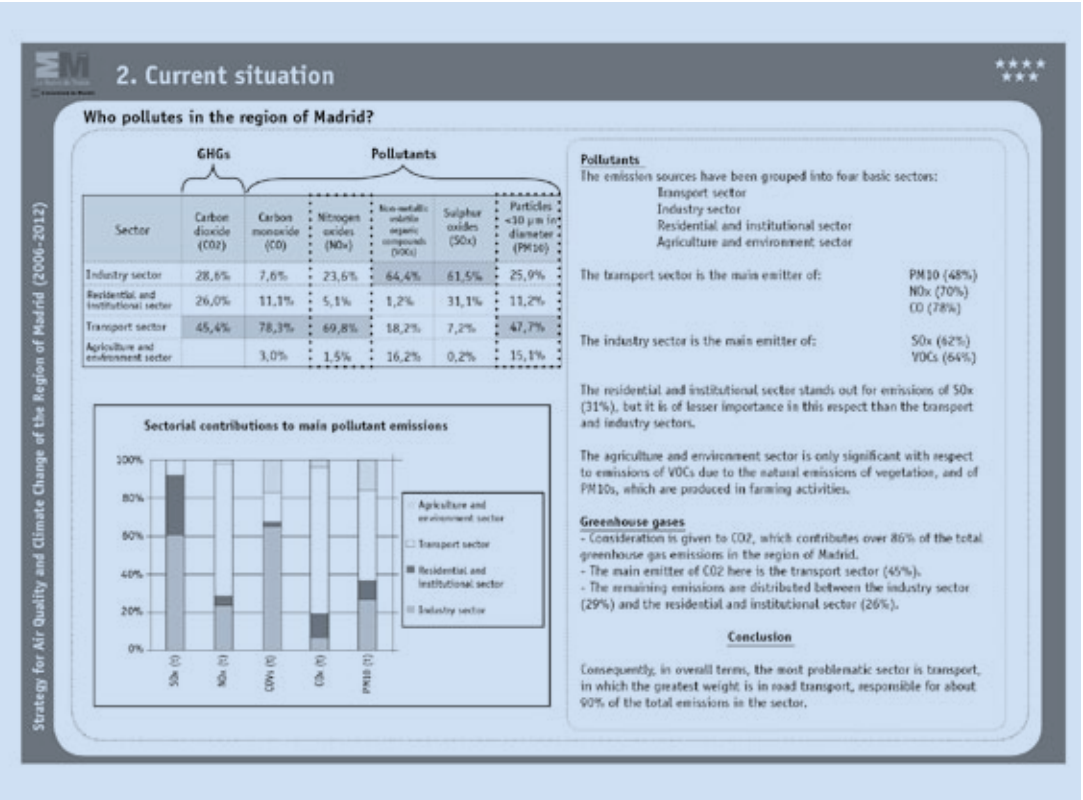 2. Current situation
Strategy for Air Quality and Climate Change of the Region of Madrid (2006-2012)
Who pollutes in the region of Madrid?
GHGs Pollutants
Sector Carbon dioxide (CO2) Carbon monoxide (CO) Nitrogen oxides (NOx) Non-metallic volatile organic compounds (VOCs) Sulphur oxides (SOx) Particles <10 µm in diameter (PM10)
Industry sector 28,6% 7,6% 23,6% 64,4% 61,5% 25,9%
Residential and institutional sector 26,0% 11,1% 5,1% 1,2% 31,1% 11,2%
Transport sector 45,4% 78,3% 69,8% 18,2% 7,2% 47,7%
Agriculture and environment sector 3,0% 1,5% 16,2% 0,2% 15,1%
Sectorial contributions to main pollutant emissions
100%
80%
60%
40%
20%
0%
SOx (t) NOx (t) COVs (t) COx (t) PM10 (t)
Agriculture and
environment sector
Transport sector
Residential and
institutional sector
Industry sector
Pollutants
The emission sources have been grouped into four basic sectors:
Transport sector
Industry sector
Residential and institutional sector
Agriculture and environment sector
The transport sector is the main emitter of: PM10 (48%)
NOx (70%)
CO (78%)
The industry sector is the main emitter of: SOx (62%)
VOCs (64%)
The residential and institutional sector stands out for emissions of SOx
(31%), but it is of lesser importance in this respect than the transport
and industry sectors.
The agriculture and environment sector is only significant with respect
to emissions of VOCs due to the natural emissions of vegetation, and of
PM10s, which are produced in farming activities.
Greenhouse gases
- Consideration is given to CO2, which contributes over 86% of the total
greenhouse gas emissions in the region of Madrid.
- The main emitter of CO2 here is the transport sector (45%).
- The remaining emissions are distributed between the industry sector
(29%) and the residential and institutional sector (26%).
Conclusion
Consequently, in overall terms, the most problematic sector is transport,
in which the greatest weight is in road transport, responsible for about
90% of the total emissions in the sector.